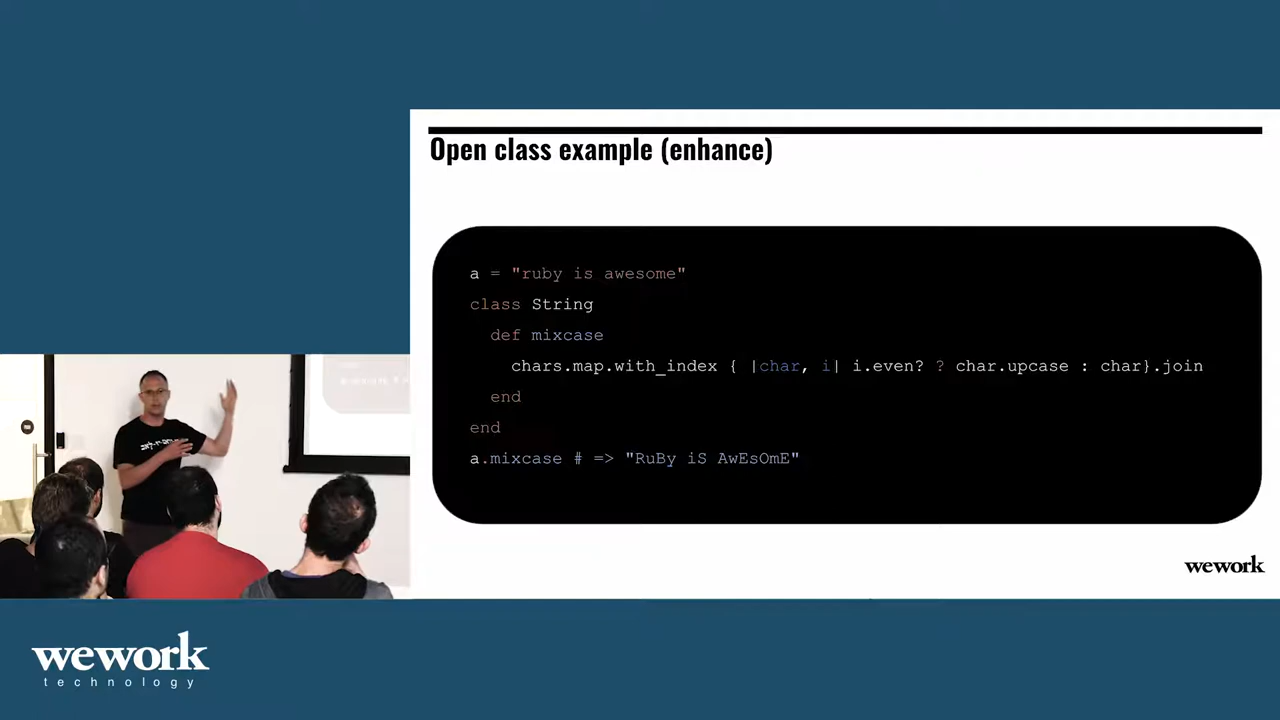 Open class example (enhance)
a = "ruby is awesome"
class String
def mixcase
chars.map.with_index { |char, i| i.even? ? char.upcase : char}.join
end
end
a.mixcase # => "RuBy iS AwEsOmE"
wework
wework
technology